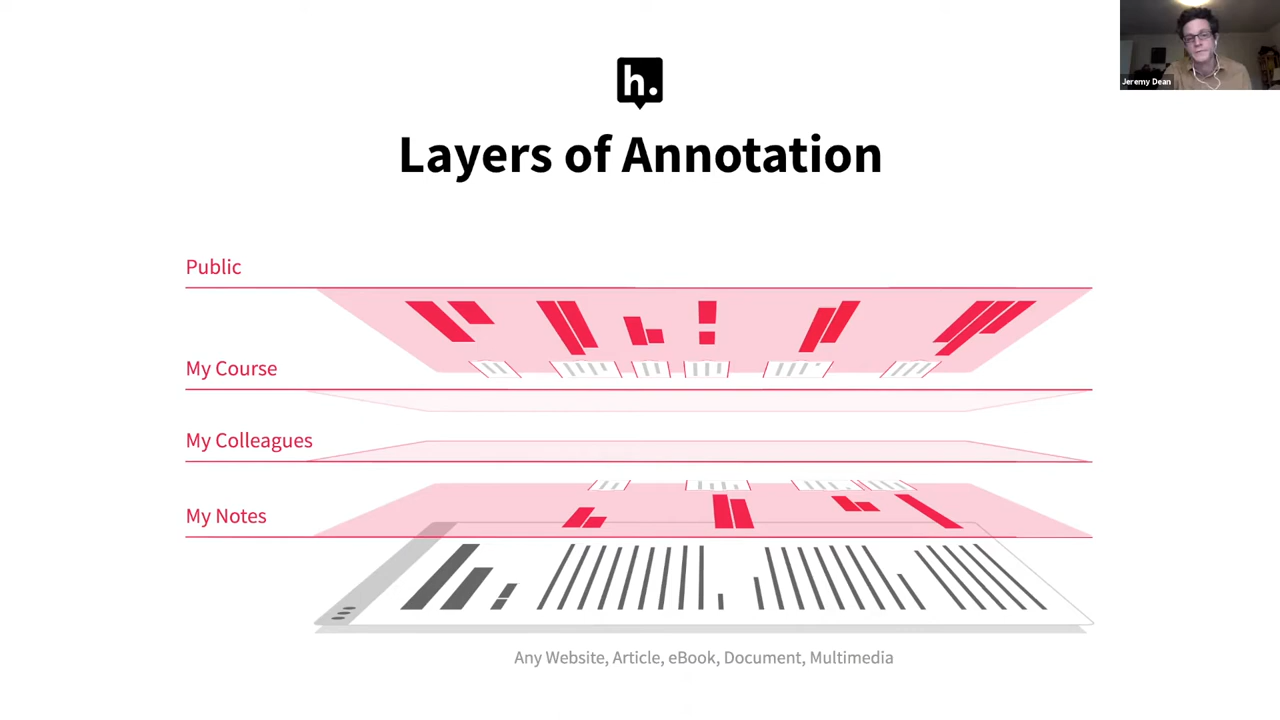 Jeremy Dean
h.
Layers of Annotation
Public
My Course
My Colleagues
My Notes
Any Website, Article, eBook, Document, Multimedia